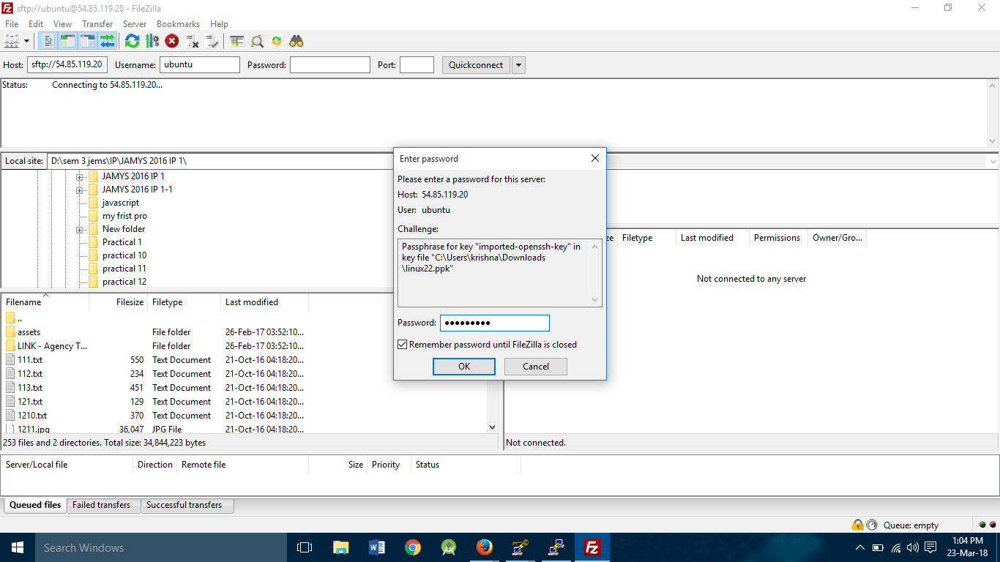 sftp://ubuntu@54.85.119.20 - FileZilla
File Edit View Transfer Server Bookmarks Help
Host: sftp://54.85.119.20 Username: ubuntu Password: Port: Quickconnect
Status: Connecting to 54.85.119.20...
Local site: D:\sem 3 jems\IP\JAMYS 2016 IP 1\
JAMYS 2016 IP 1
JAMYS 2016 IP 1-1
javascript
my frist pro
New folder
Practical 1
practical 10
practical 11
practical 12
Filename Filesize Filetype Last modified
..
assets File folder 26-Feb-17 03:52:10...
LINK - Agency T... File folder 26-Feb-17 03:52:10...
111.txt 550 Text Document 21-Oct-16 04:18:20...
112.txt 234 Text Document 21-Oct-16 04:18:20...
113.txt 451 Text Document 21-Oct-16 04:18:20...
121.txt 129 Text Document 21-Oct-16 04:18:20...
1210.txt 370 Text Document 21-Oct-16 04:18:20...
1211.jpg 36,047 JPG File 21-Oct-16 04:18:20...
253 files and 2 directories. Total size: 34,844,223 bytes
Enter password
Please enter a password for this server:
Host: 54.85.119.20
User: ubuntu
Challenge:
Passphrase for key "imported-openssh-key" in
key file "C:\Users\krishna\Downloads
\linux22.ppk"
Password: •••••••••
Remember password until FileZilla is closed
OK Cancel
ze Filetype Last modified Permissions Owner/Gro...
Not connected to any server
Not connected.
Server/Local file Direction Remote file Size Priority Status
Queued files Failed transfers Successful transfers
Queue: empty
Search Windows
1:04 PM
23-Mar-18